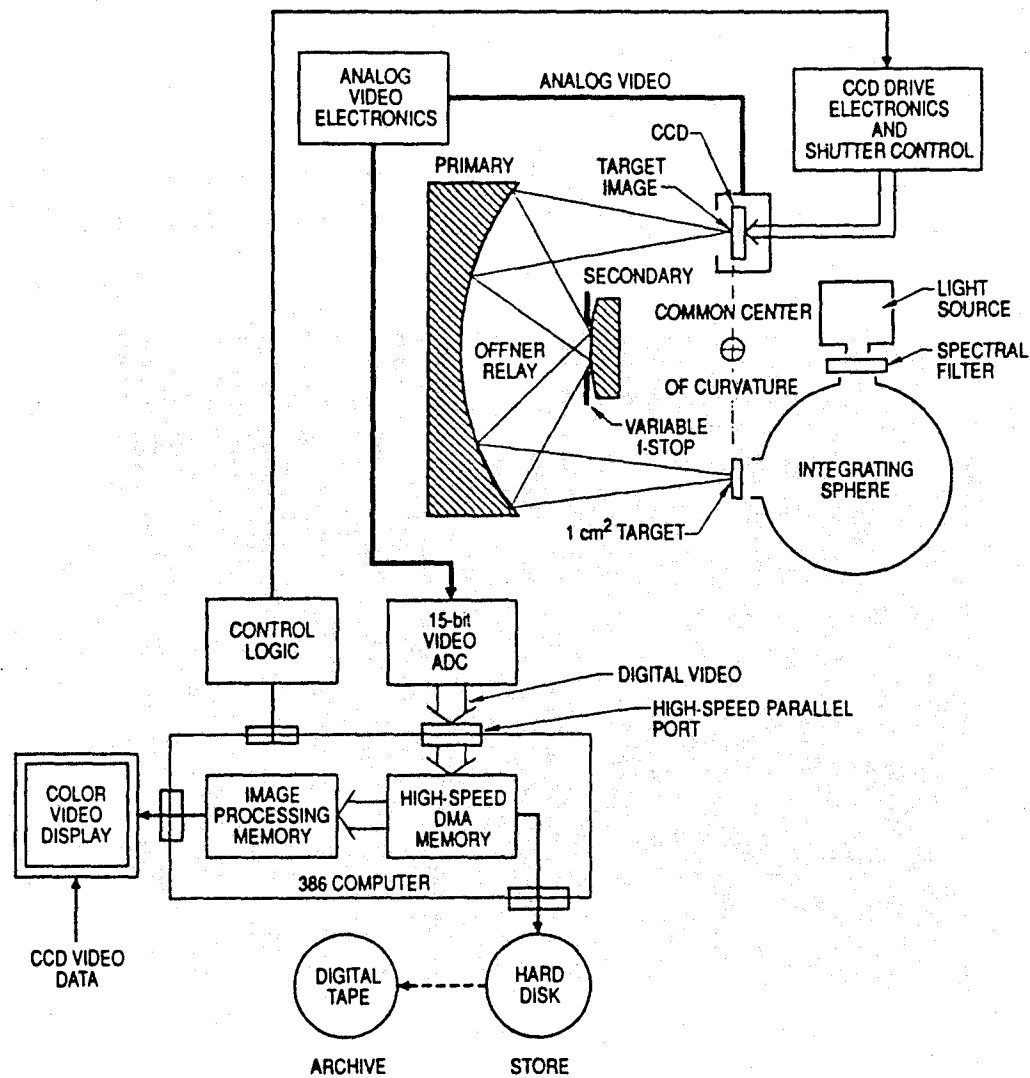 ANALOG
VIDEO
ELECTRONICS
ANALOG VIDEO
CCD DRIVE
ELECTRONICS
AND
SHUTTER CONTROL
CCD
TARGET
IMAGE
PRIMARY
SECONDARY
COMMON CENTER
OF CURVATURE
LIGHT
SOURCE
SPECTRAL
FILTER
OFFNER
RELAY
VARIABLE
f-STOP
INTEGRATING
SPHERE
1 cm² TARGET
CONTROL
LOGIC
15-bit
VIDEO
ADC
DIGITAL VIDEO
HIGH-SPEED PARALLEL
PORT
COLOR
VIDEO
DISPLAY
IMAGE
PROCESSING
MEMORY
HIGH-SPEED
DMA
MEMORY
386 COMPUTER
CCD VIDEO
DATA
DIGITAL
TAPE
HARD
DISK
ARCHIVE
STORE